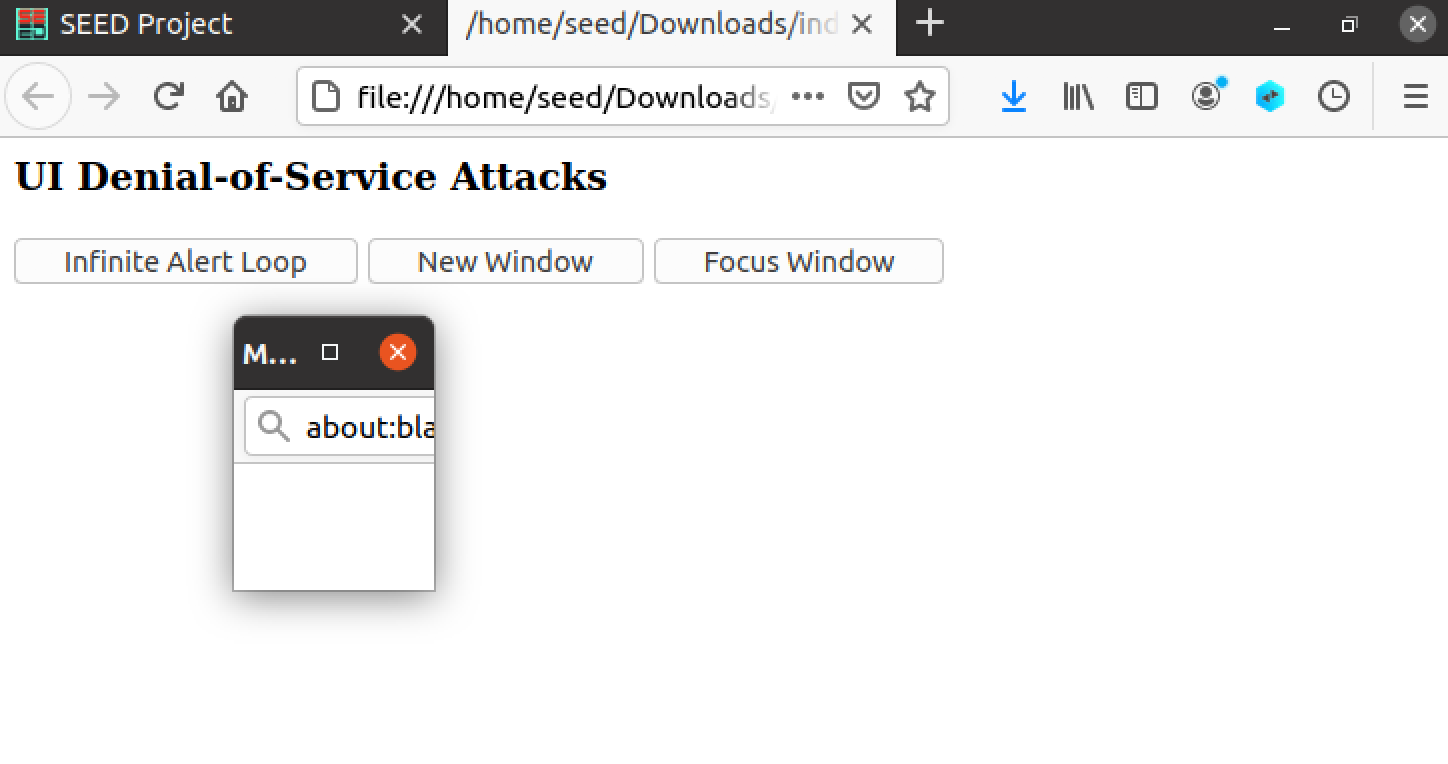 SEED Project
/home/seed/Downloads/ind
file:///home/seed/Downloads/
UI Denial-of-Service Attacks
Infinite Alert Loop
New Window
Focus Window
M...
about:bla